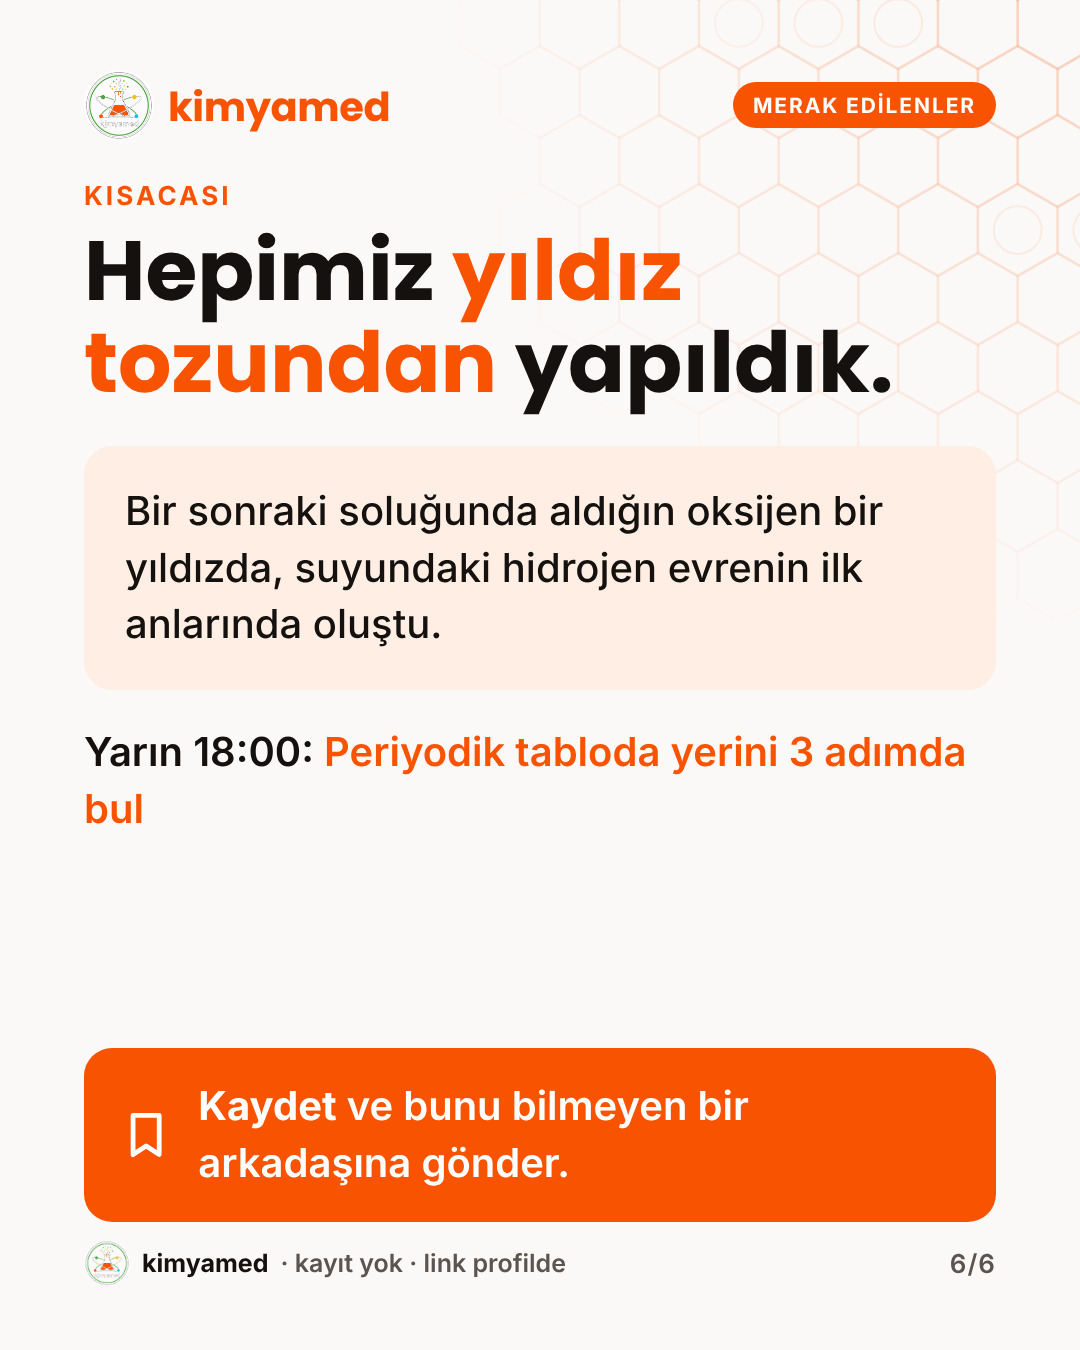 kimyamed
MERAK EDİLENLER
KISACASI
Hepimiz yıldız
tozundan yapıldık.
Bir sonraki soluğunda aldığın oksijen bir
yıldızda, suyundaki hidrojen evrenin ilk
anlarında oluştu.
Yarın 18:00: Periyodik tabloda yerini 3 adımda
bul
Kaydet ve bunu bilmeyen bir
arkadaşına gönder.
kimyamed · kayıt yok · link profilde
6/6